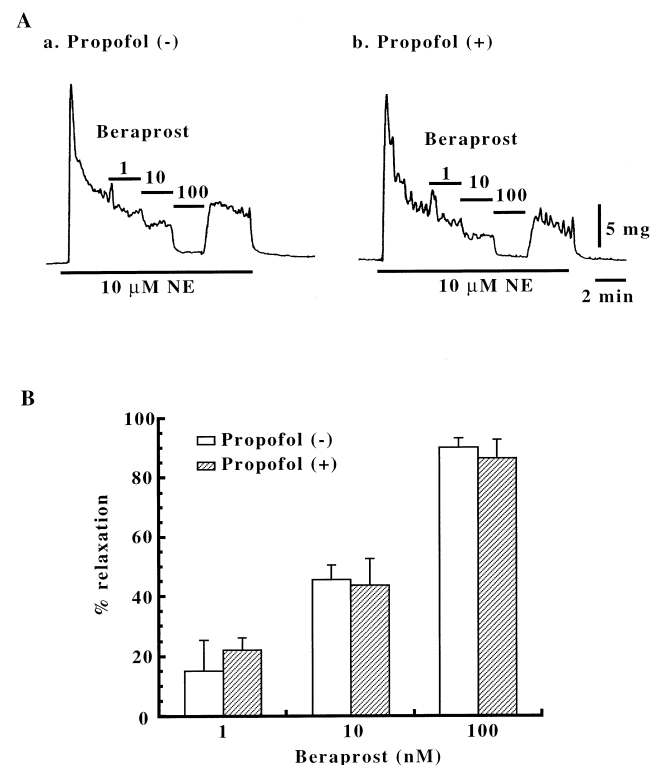 A
a. Propofol (-)
b. Propofol (+)
Beraprost
1
10
100
10 μM NE
Beraprost
1
10
100
10 μM NE
5 mg
2 min
B
% relaxation
100
80
60
40
20
0
Propofol (-)
Propofol (+)
1 10 100
Beraprost (nM)